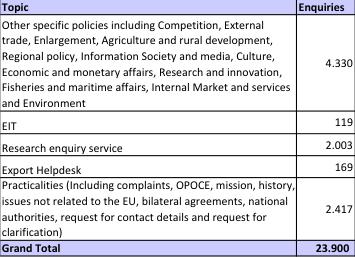 Topic Enquiries
Other specific policies including Competition, External
trade, Enlargement, Agriculture and rural development,
Regional policy, Information Society and media, Culture,
Economic and monetary affairs, Research and innovation,
Fisheries and maritime affairs, Internal Market and services
and Environment
4.330
EIT 119
Research enquiry service 2.003
Export Helpdesk 169
Practicalities (Including complaints, OPOCE, mission, history,
issues not related to the EU, bilateral agreements, national
authorities, request for contact details and request for
clarification)
2.417
Grand Total 23.900